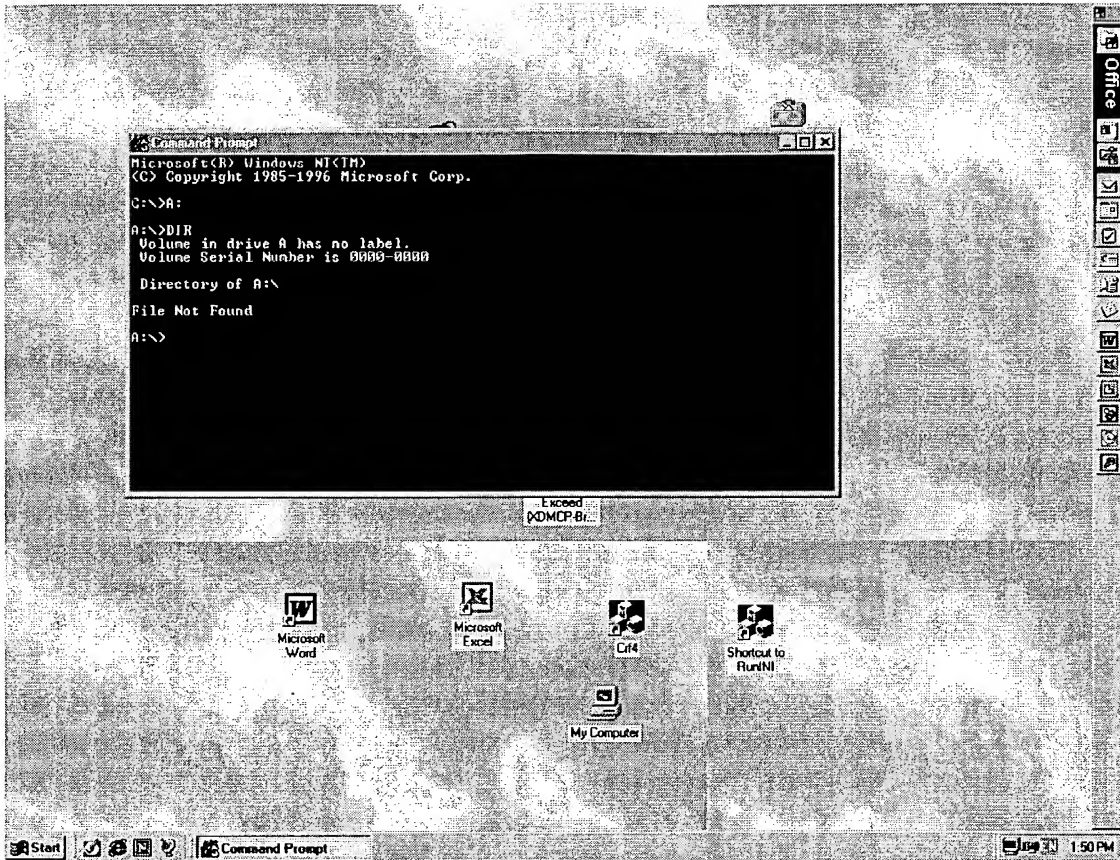 Office
Command Prompt
Microsoft(R) Windows NT(TM)
(C) Copyright 1985-1996 Microsoft Corp.
C:\>A:
A:\>DIR
Volume in drive A has no label.
Volume Serial Number is 0000-0000
Directory of A:\
File Not Found
A:\>
Exceed
(XDMCP-Br...
Microsoft
Word
Microsoft
Excel
Crf4
Shortcut to
RunINI
My Computer
Start
Command Prompt
1:50 PM